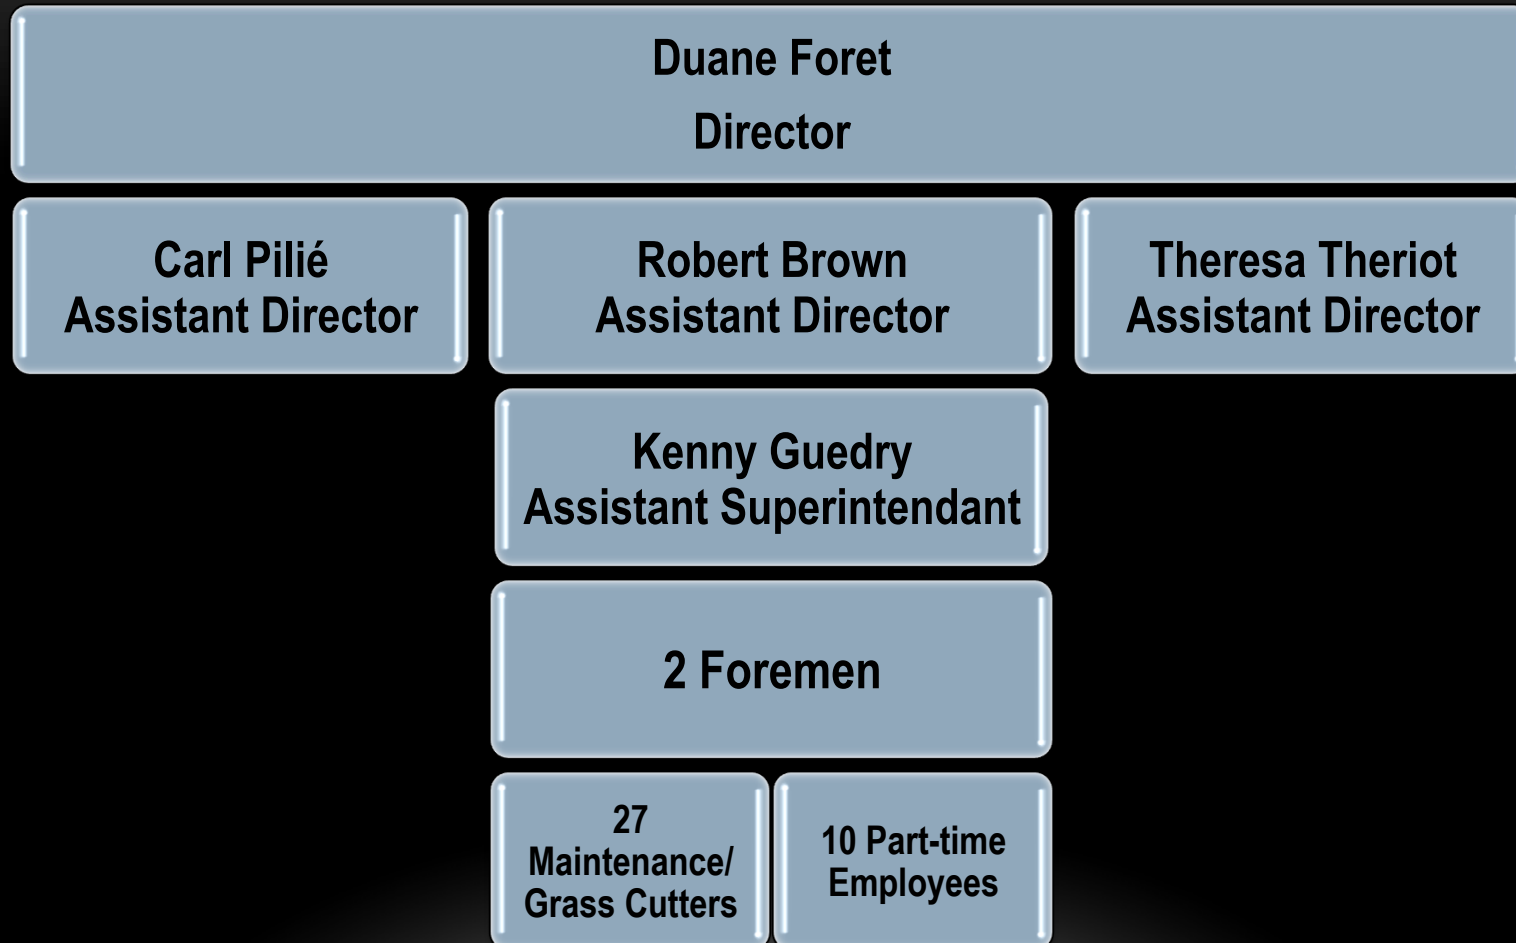 Duane Foret
Director
Carl Pilié
Assistant Director
Robert Brown
Assistant Director
Theresa Theriot
Assistant Director
Kenny Guedry
Assistant Superintendant
2 Foremen
27
Maintenance/
Grass Cutters
10 Part-time
Employees